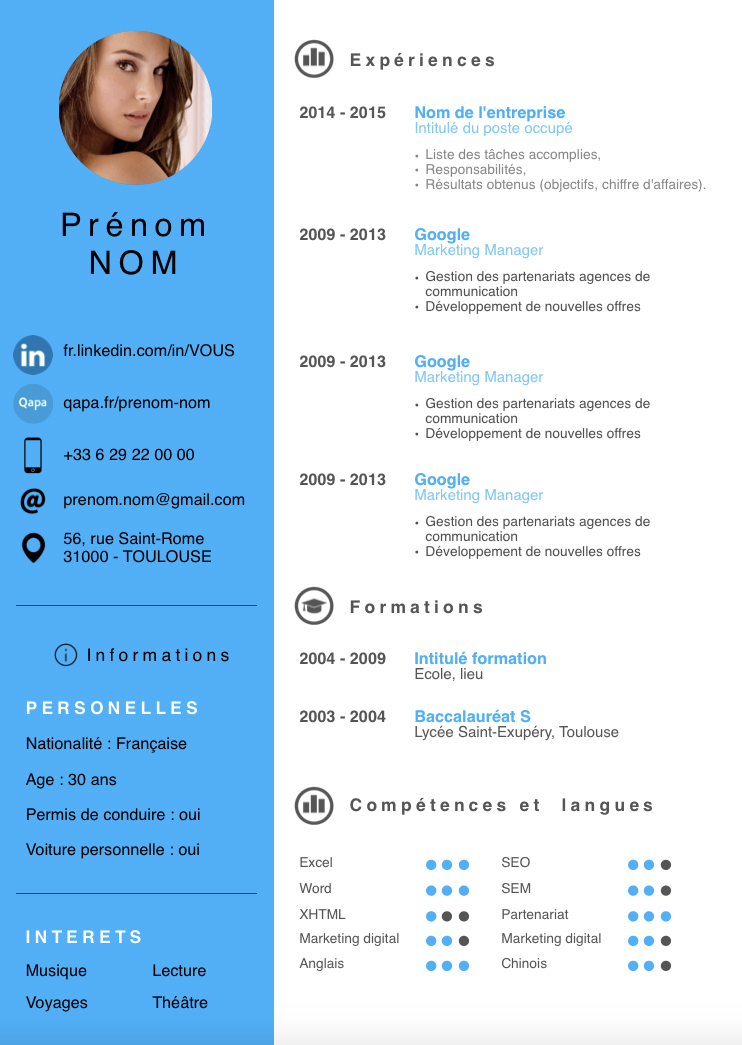 Prénom
NOM
in
fr.linkedin.com/in/VOUS
Qapa
qapa.fr/prenom-nom
+33 6 29 22 00 00
@
prenom.nom@gmail.com
56, rue Saint-Rome
31000 - TOULOUSE
i Informations
PERSONELLES
Nationalité : Française
Age : 30 ans
Permis de conduire : oui
Voiture personnelle : oui
INTERETS
Musique Lecture
Voyages Théâtre
Expériences
2014 - 2015 Nom de l'entreprise
Intitulé du poste occupé
• Liste des tâches accomplies,
• Responsabilités,
• Résultats obtenus (objectifs, chiffre d'affaires).
2009 - 2013 Google
Marketing Manager
• Gestion des partenariats agences de
communication
• Développement de nouvelles offres
2009 - 2013 Google
Marketing Manager
• Gestion des partenariats agences de
communication
• Développement de nouvelles offres
2009 - 2013 Google
Marketing Manager
• Gestion des partenariats agences de
communication
• Développement de nouvelles offres
Formations
2004 - 2009 Intitulé formation
Ecole, lieu
2003 - 2004 Baccalauréat S
Lycée Saint-Exupéry, Toulouse
Compétences et langues
Excel SEO
Word SEM
XHTML Partenariat
Marketing digital Marketing digital
Anglais Chinois